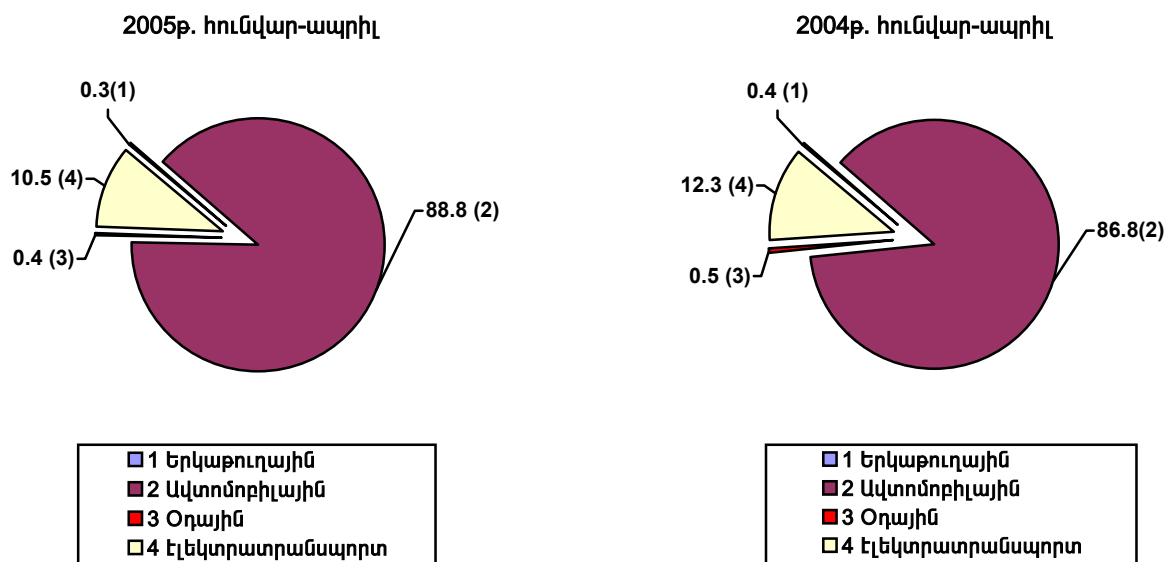 2005թ. հունվար-ապրիլ
0.3(1)
10.5 (4)
88.8 (2)
0.4 (3)
1 Երկաթուղային
2 Ավտոմոբիլային
3 Օդային
4 Էլեկտրատրանսպորտ
2004թ. հունվար-ապրիլ
0.4 (1)
12.3 (4)
86.8(2)
0.5 (3)
1 Երկաթուղային
2 Ավտոմոբիլային
3 Օդային
4 Էլեկտրատրանսպորտ